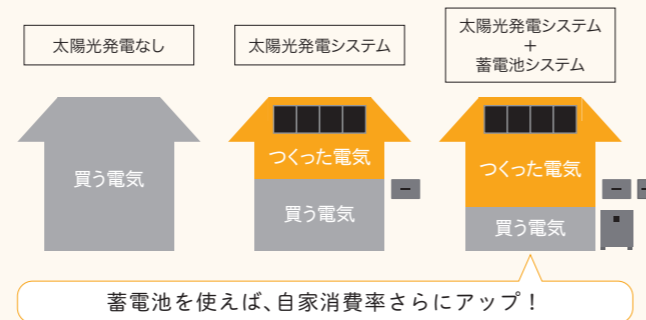 太陽光発電なし
太陽光発電システム
太陽光発電システム
+
蓄電池システム
買う電気
つくった電気
買う電気
つくった電気
買う電気
蓄電池を使えば、自家消費率さらにアップ！